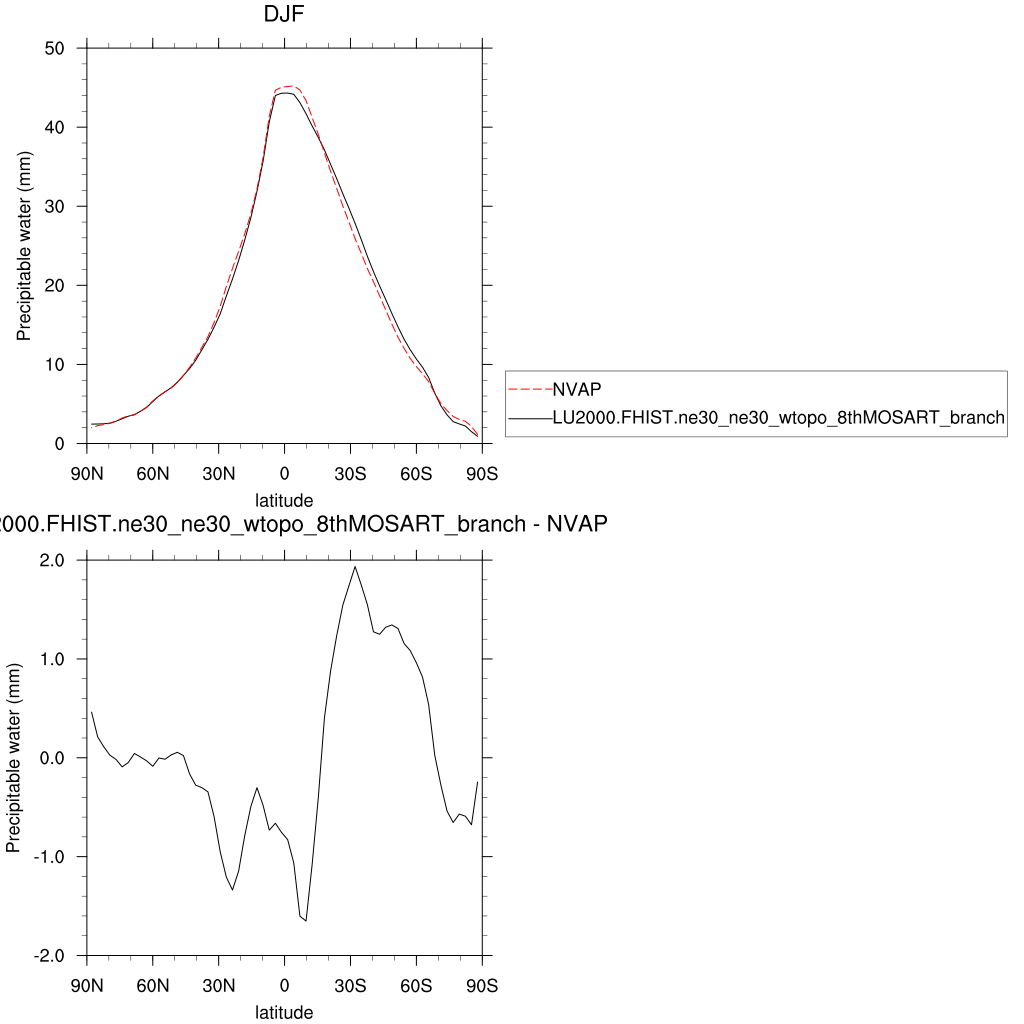 DJF
50
40
30
20
10
0
Precipitable water (mm)
90N 60N 30N 0 30S 60S 90S
latitude
NVAP
LU2000.FHIST.ne30_ne30_wtopo_8thMOSART_branch
2000.FHIST.ne30_ne30_wtopo_8thMOSART_branch - NVAP
2.0
1.0
0.0
-1.0
-2.0
Precipitable water (mm)
90N 60N 30N 0 30S 60S 90S
latitude